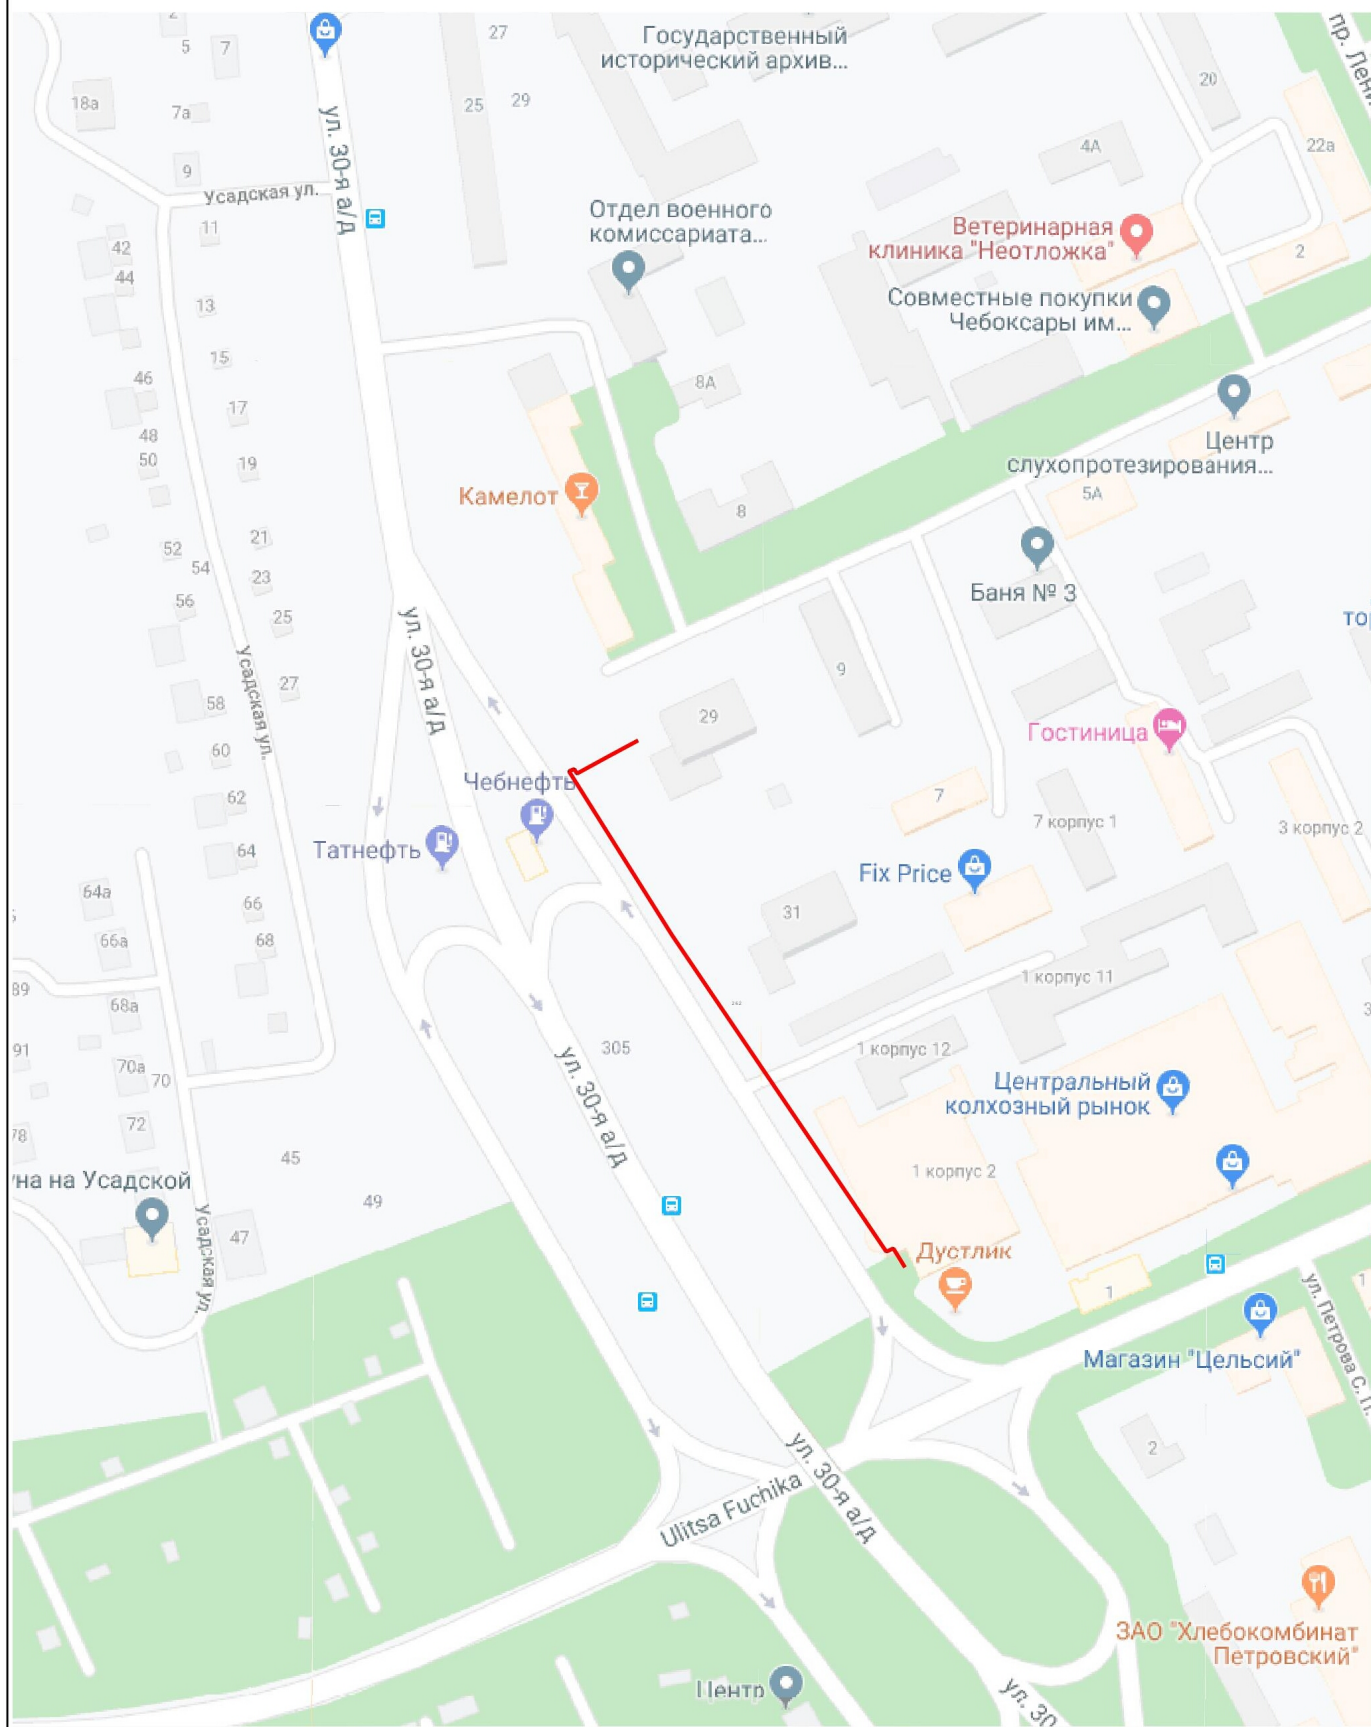 2
5
7
27
Государственный
исторический архив...
пр. Лени
18а
7а
25
29
20
ул. 30-я а/д
4А
22а
9
Усадская ул.
11
Отдел военного
комиссариата...
Ветеринарная
клиника "Неотложка"
42
44
2
13
Совместные покупки
Чебоксары им...
15
46
8А
17
48
50
19
Центр
слухопротезирования...
Камелот
5А
8
21
52
54
23
56
Баня № 3
25
ул. 30-я а/д
тор
Усадская ул.
27
9
58
29
Гостиница
60
Чебнефть
62
7
7 корпус 1
3 корпус 2
64
Татнефть
Fix Price
64а
66
31
66а
68
1 корпус 11
89
68а
242
305
91
1 корпус 12
70а
70
ул. 30-я а/д
Центральный
колхозный рынок
72
78
45
1 корпус 2
уна на Усадской
49
Усадская ул.
47
Дустлик
1
ул. Петрова С. П.
1
Магазин "Цельсий"
2
ул. 30-я а/д
Ulitsa Fuchika
ЗАО "Хлебокомбинат
Петровский"
Центр
ул. 30